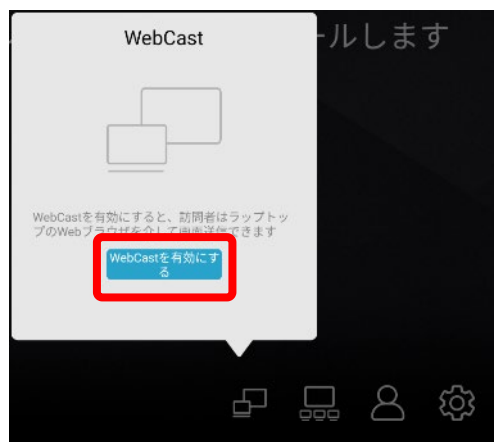 WebCast
ールします
WebCastを有効にすると、訪問者はラップトッ
プのWebブラウザを介して画面送信できます
WebCastを有効にす
る